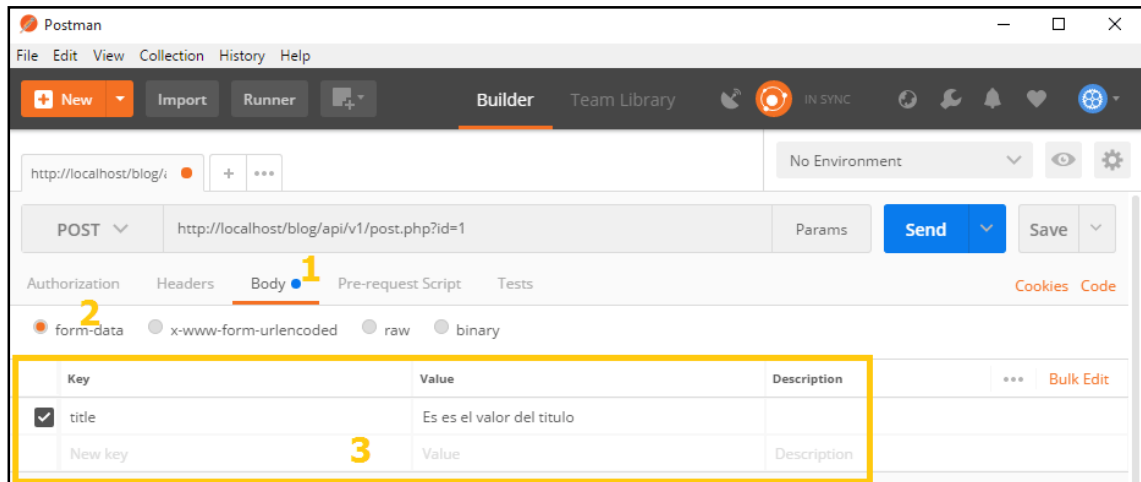 Postman
File Edit View Collection History Help
New Import Runner Builder Team Library IN SYNC
http://localhost/blog/a + ••• No Environment
POST http://localhost/blog/api/v1/post.php?id=1 Params Send Save
1
Authorization Headers Body Pre-request Script Tests Cookies Code
2
form-data x-www-form-urlencoded raw binary
Key Value Description ••• Bulk Edit
title Es es el valor del titulo
New key 3 Value Description